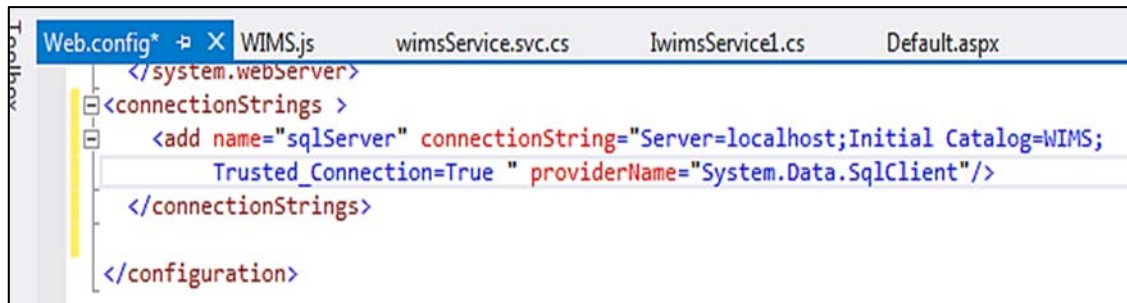 Toolbox
Web.config* WIMS.js wimsService.svc.cs IwimsService1.cs Default.aspx
</system.webServer>
<connectionStrings >
<add name="sqlServer" connectionString="Server=localhost;Initial Catalog=WIMS;
Trusted_Connection=True " providerName="System.Data.SqlClient"/>
</connectionStrings>
</configuration>